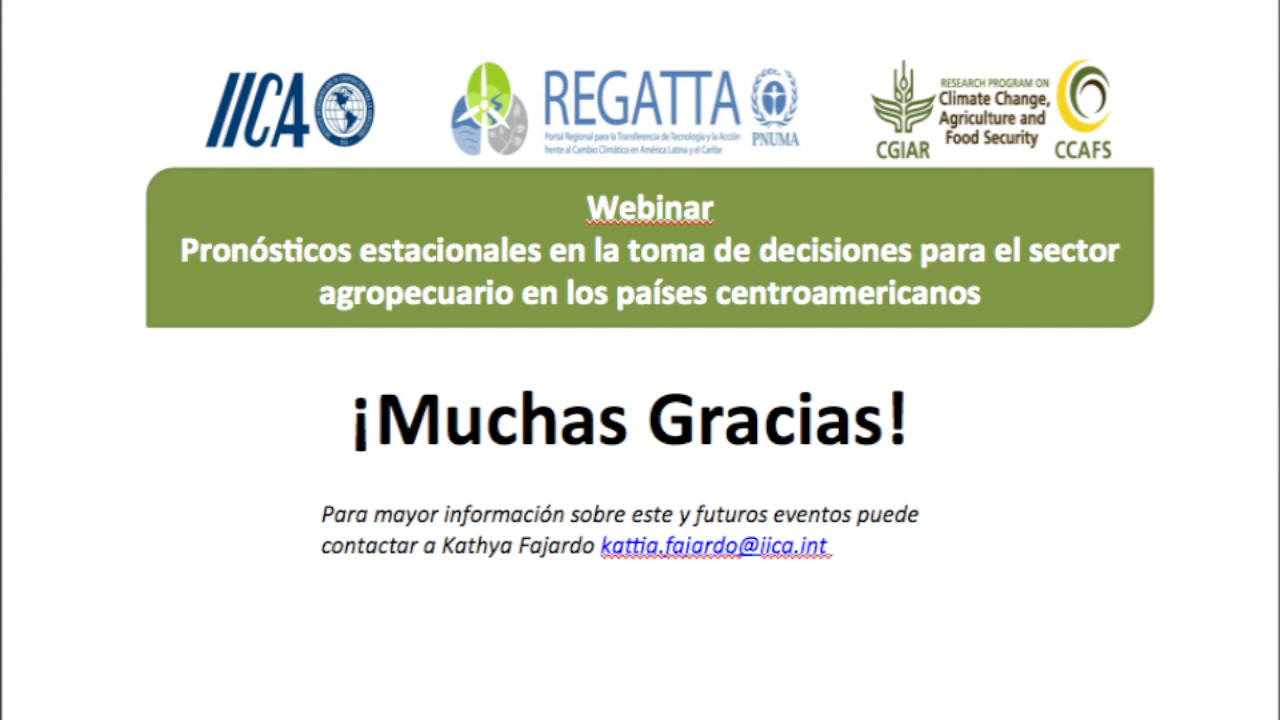 IICA
REGATTA
Portal Regional para la Transferencia de Tecnología y la Acción
frente al Cambio Climático en América Latina y el Caribe
PNUMA
CGIAR
RESEARCH PROGRAM ON
Climate Change,
Agriculture and
Food Security
CCAFS
Webinar
Pronósticos estacionales en la toma de decisiones para el sector
agropecuario en los países centroamericanos
¡Muchas Gracias!
Para mayor información sobre este y futuros eventos puede
contactar a Kathya Fajardo kattia.fajardo@iica.int